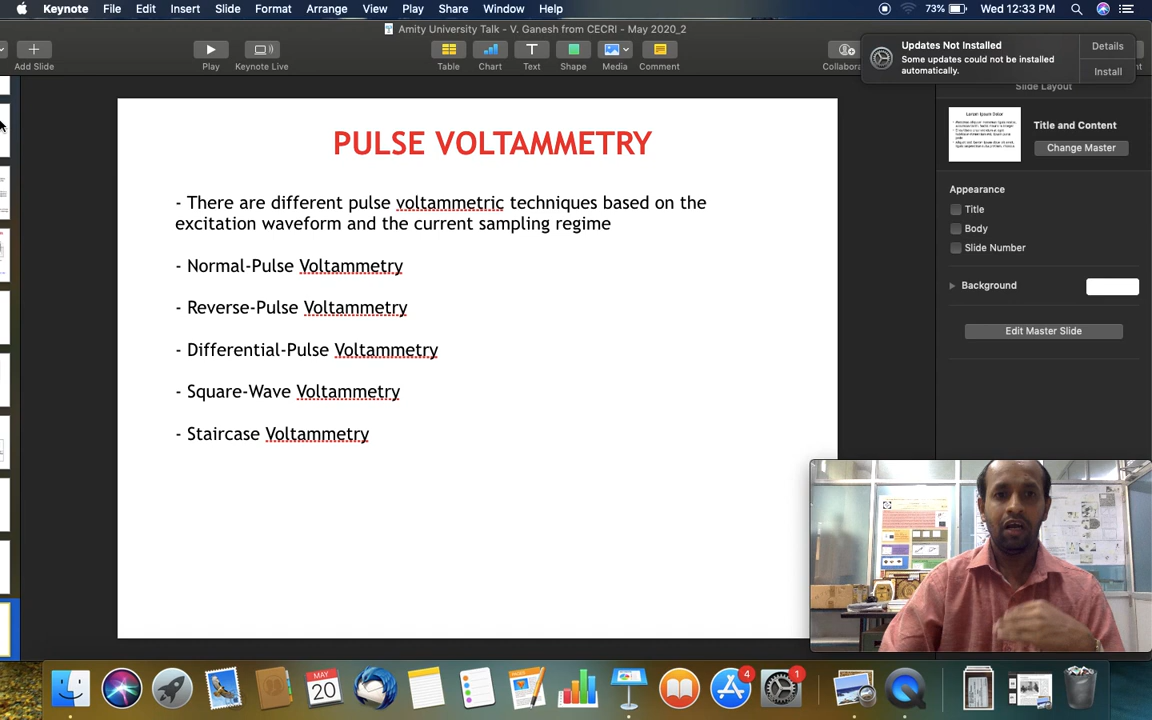 Keynote File Edit Insert Slide Format Arrange View Play Share Window Help 73% Wed 12:33 PM
Amity University Talk - V. Ganesh from CECRI - May 2020_2
Add Slide Play Keynote Live Table Chart Text Shape Media Comment Collabora
Updates Not Installed
Some updates could not be installed
automatically.
Details
Install
Slide Layout
Title and Content
Change Master
Appearance
Title
Body
Slide Number
Background
Edit Master Slide
PULSE VOLTAMMETRY
- There are different pulse voltammetric techniques based on the
excitation waveform and the current sampling regime
- Normal-Pulse Voltammetry
- Reverse-Pulse Voltammetry
- Differential-Pulse Voltammetry
- Square-Wave Voltammetry
- Staircase Voltammetry
MAY
20
4
1